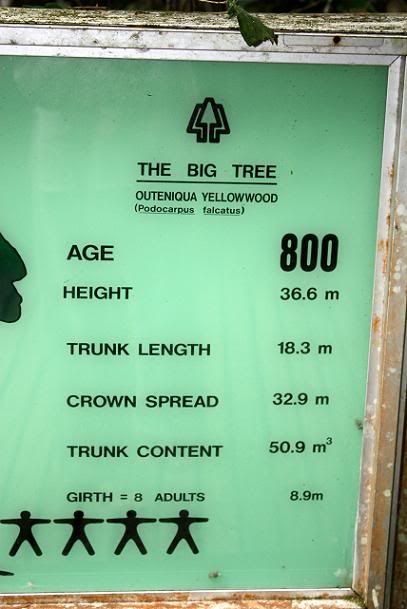 THE BIG TREE
OUTENIQUA YELLOWWOOD
(Podocarpus falcatus)
AGE 800
HEIGHT 36.6 m
TRUNK LENGTH 18.3 m
CROWN SPREAD 32.9 m
TRUNK CONTENT 50.9 m³
GIRTH = 8 ADULTS 8.9m